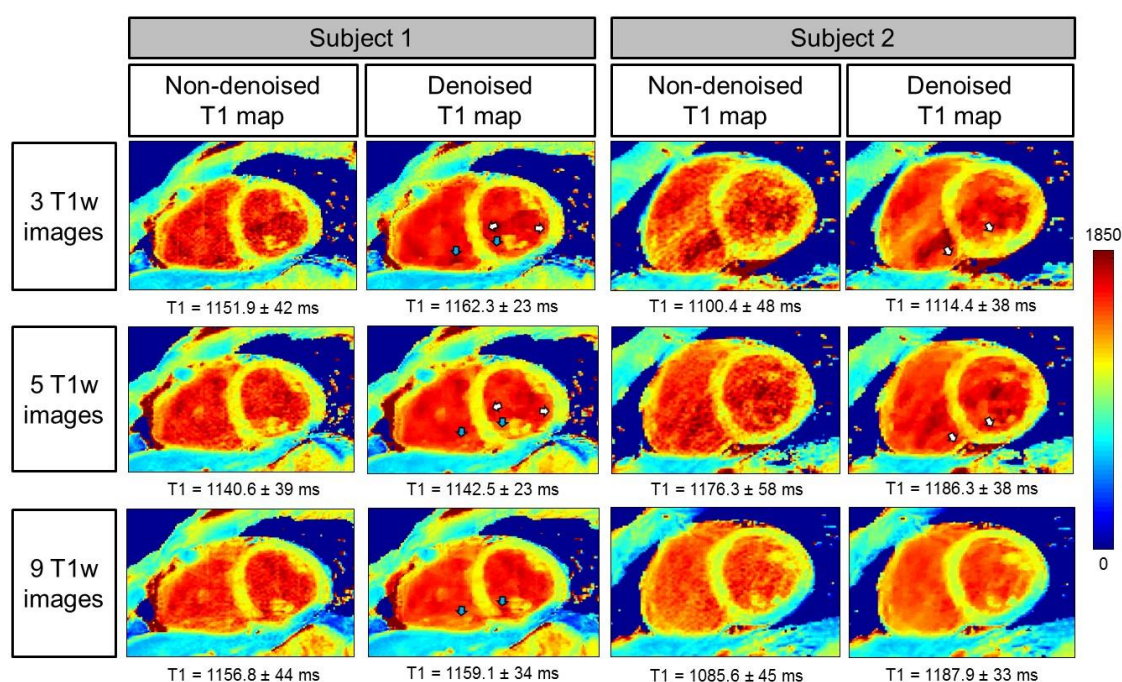 Subject 1
Subject 2
Non-denoised
T1 map
Denoised
T1 map
Non-denoised
T1 map
Denoised
T1 map
3 T1w
images
T1 = 1151.9 ± 42 ms
T1 = 1162.3 ± 23 ms
T1 = 1100.4 ± 48 ms
T1 = 1114.4 ± 38 ms
1850
5 T1w
images
T1 = 1140.6 ± 39 ms
T1 = 1142.5 ± 23 ms
T1 = 1176.3 ± 58 ms
T1 = 1186.3 ± 38 ms
0
9 T1w
images
T1 = 1156.8 ± 44 ms
T1 = 1159.1 ± 34 ms
T1 = 1085.6 ± 45 ms
T1 = 1187.9 ± 33 ms